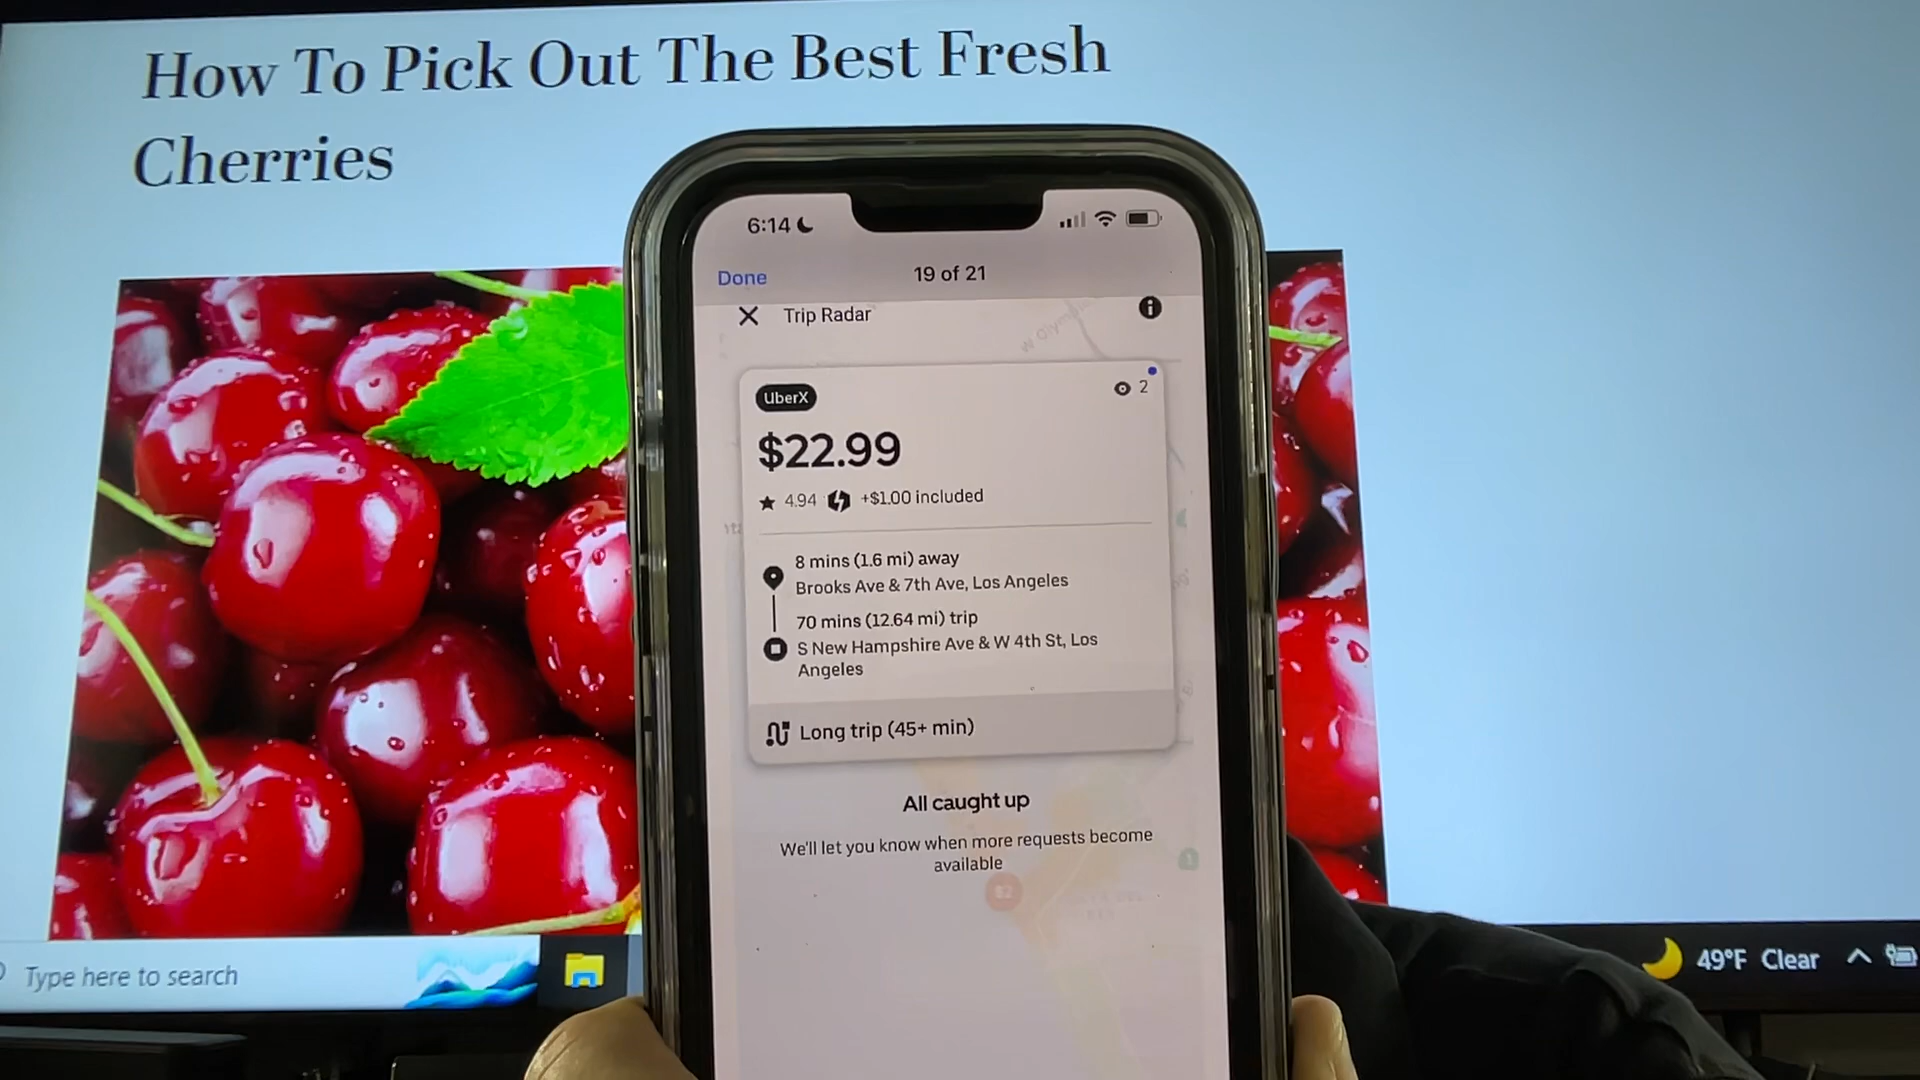 How To Pick Out The Best Fresh
Cherries
6:14
Done
19 of 21
Trip Radar
UberX
2
$22.99
4.94 +$1.00 included
8 mins (1.6 mi) away
Brooks Ave & 7th Ave, Los Angeles
70 mins (12.64 mi) trip
S New Hampshire Ave & W 4th St, Los
Angeles
Long trip (45+ min)
All caught up
We'll let you know when more requests become
available
Type here to search
49°F Clear